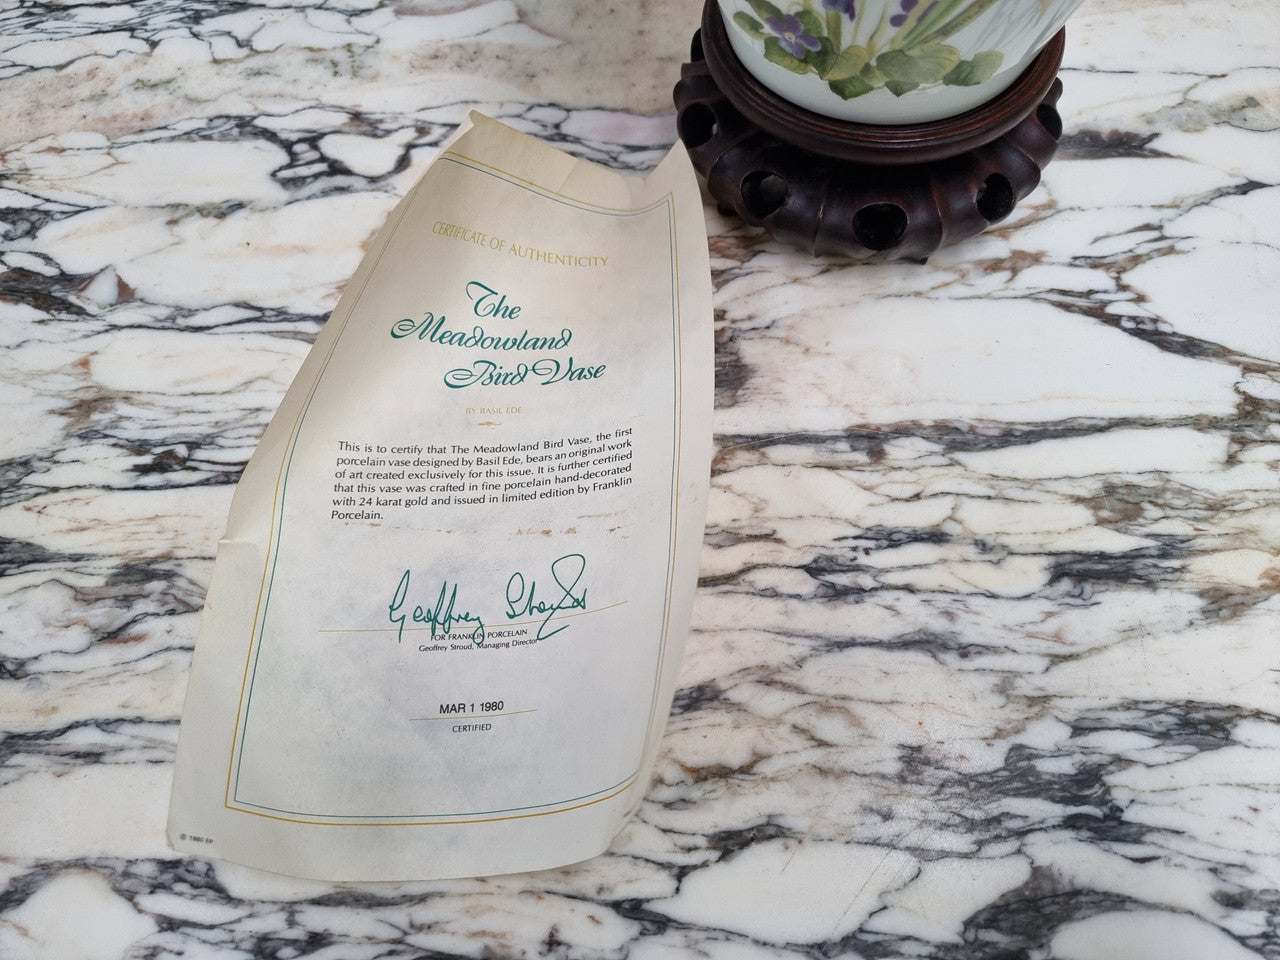 CERTIFICATE OF AUTHENTICITY
The
Meadowland
Bird Vase
BY BASIL EDE
This is to certify that The Meadowland Bird Vase, the first
porcelain vase designed by Basil Ede, bears an original work
of art created exclusively for this issue. It is further certified
that this vase was crafted in fine porcelain hand-decorated
with 24 karat gold and issued in limited edition by Franklin
Porcelain.
Geoffrey Stroud
FOR FRANKLIN PORCELAIN
Geoffrey Stroud, Managing Director
MAR 1 1980
CERTIFIED
© 1980 FP